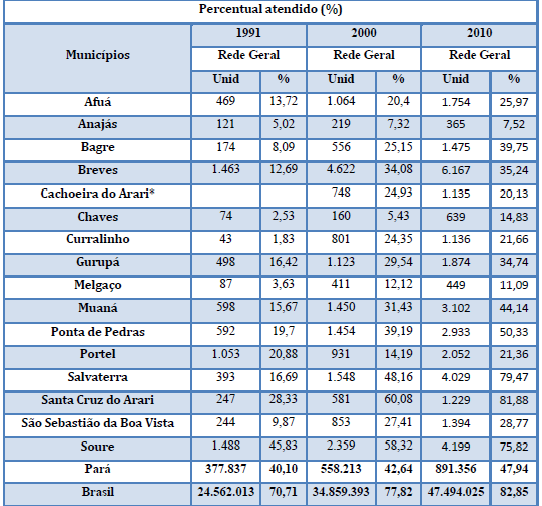 Percentual atendido (%)
Municípios 1991 2000 2010
Rede Geral Rede Geral Rede Geral
Unid % Unid % Unid %
Afuá 469 13,72 1.064 20,4 1.754 25,97
Anajás 121 5,02 219 7,32 365 7,52
Bagre 174 8,09 556 25,15 1.475 39,75
Breves 1.463 12,69 4.622 34,08 6.167 35,24
Cachoeira do Arari* 748 24,93 1.135 20,13
Chaves 74 2,53 160 5,43 639 14,83
Curralinho 43 1,83 801 24,35 1.136 21,66
Gurupá 498 16,42 1.123 29,54 1.874 34,74
Melgaço 87 3,63 411 12,12 449 11,09
Muaná 598 15,67 1.450 31,43 3.102 44,14
Ponta de Pedras 592 19,7 1.454 39,19 2.933 50,33
Portel 1.053 20,88 931 14,19 2.052 21,36
Salvaterra 393 16,69 1.548 48,16 4.029 79,47
Santa Cruz do Arari 247 28,33 581 60,08 1.229 81,88
São Sebastião da Boa Vista 244 9,87 853 27,41 1.394 28,77
Soure 1.488 45,83 2.359 58,32 4.199 75,82
Pará 377.837 40,10 558.213 42,64 891.356 47,94
Brasil 24.562.013 70,71 34.859.393 77,82 47.494.025 82,85